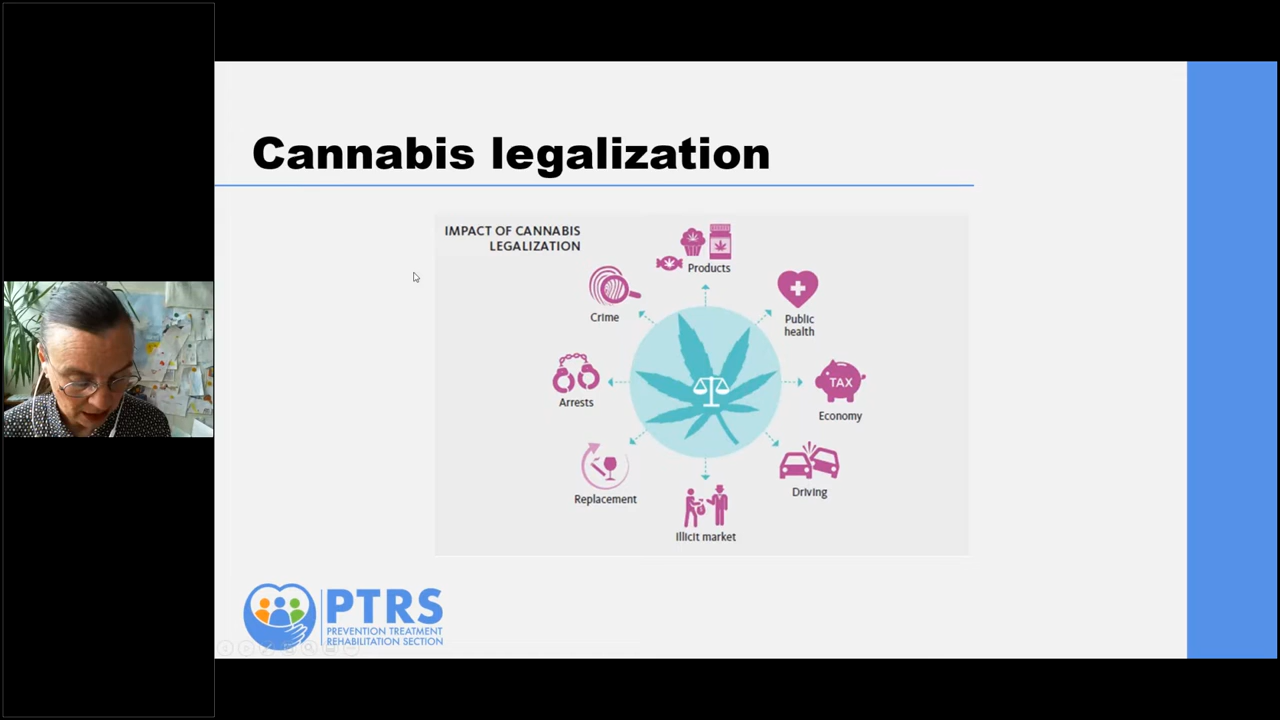 Cannabis legalization
IMPACT OF CANNABIS
LEGALIZATION
Products
Crime
Public
health
Arrests
TAX
Economy
Replacement
Driving
Illicit market
PTRS
PREVENTION TREATMENT
REHABILITATION SECTION